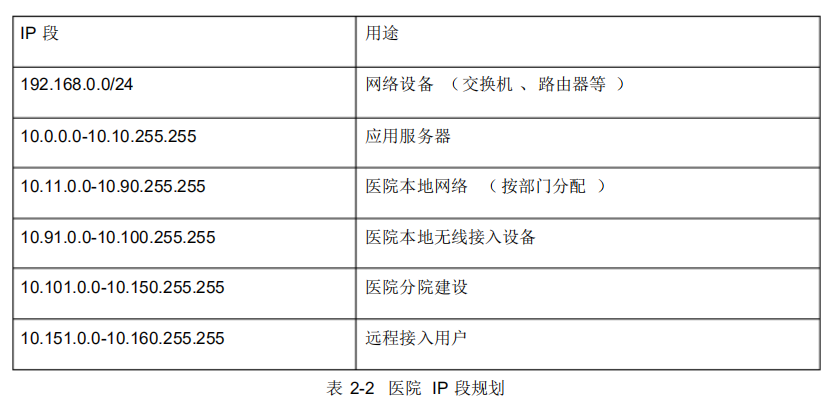 IP 段 用途
192.168.0.0/24 网络设备 （交换机 、路由器等 ）
10.0.0.0-10.10.255.255 应用服务器
10.11.0.0-10.90.255.255 医院本地网络 （按部门分配 ）
10.91.0.0-10.100.255.255 医院本地无线接入设备
10.101.0.0-10.150.255.255 医院分院建设
10.151.0.0-10.160.255.255 远程接入用户
表 2-2 医院 IP 段规划